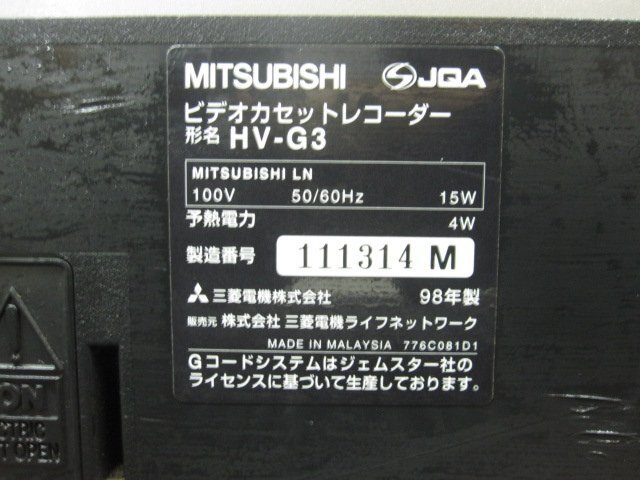 MITSUBISHI JQA
ビデオカセットレコーダー
形名 HV-G3
MITSUBISHI LN
100V 50/60Hz 15W
予熱電力 4W
製造番号 111314 M
三菱電機株式会社 98年製
販売元 株式会社 三菱電機ライフネットワーク
MADE IN MALAYSIA 776C081D1
Gコードシステムはジェムスター社の
ライセンスに基づいて生産しております。
ON
CTRIC
OPEN